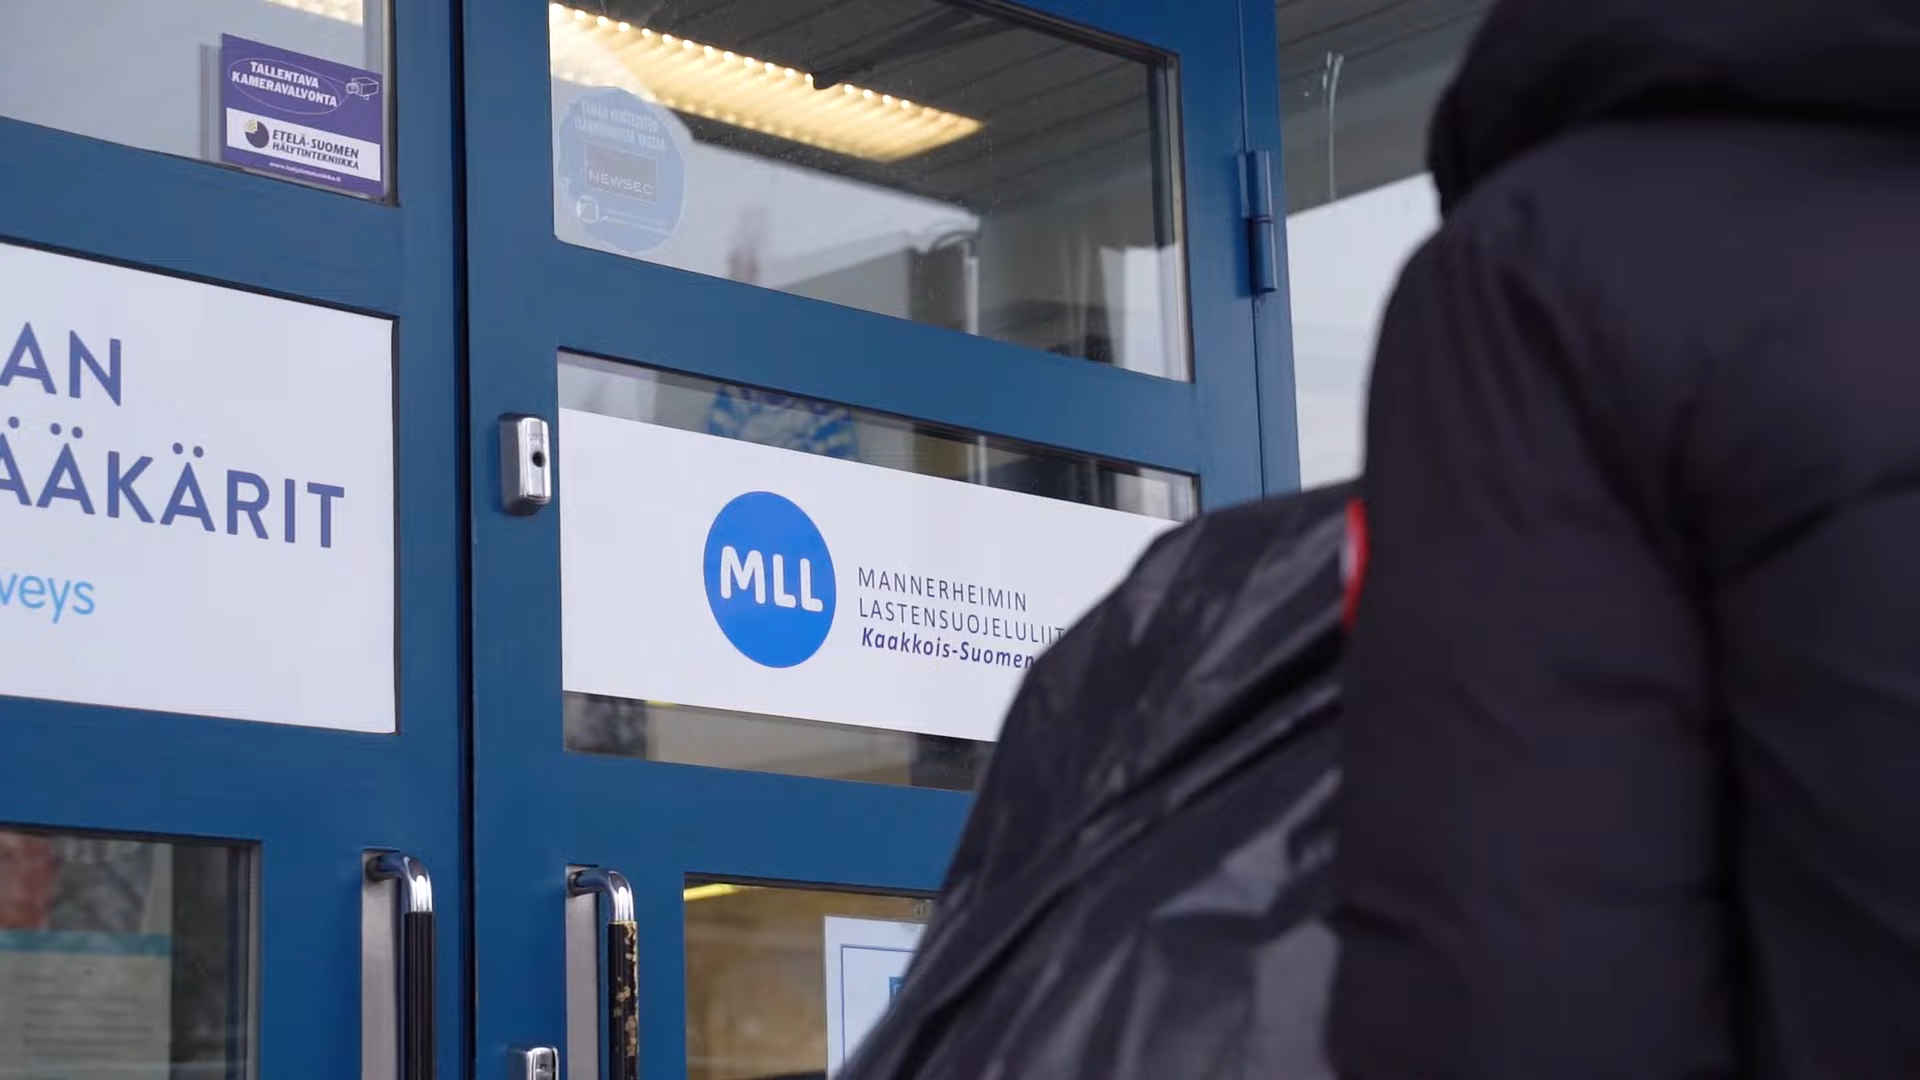 TALLENTAVA
KAMERAVALVONTA
ETELÄ-SUOMEN
HÄLYTINTEKNIIKKA
NEWSEC
AN
ÄÄKÄRIT
veys
MLL
MANNERHEIMIN
LASTENSUOJELULIIT
Kaakkois-Suomen